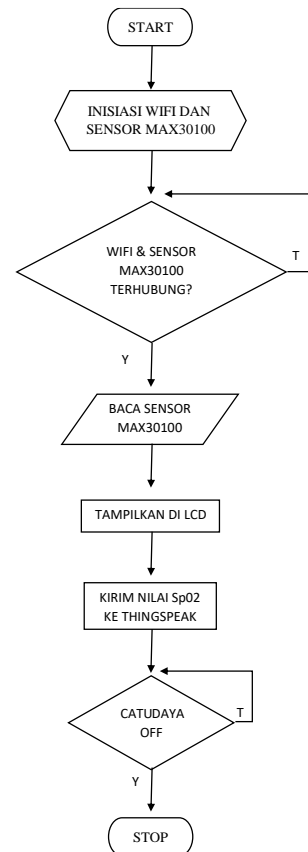 START
INISIASI WIFI DAN
SENSOR MAX30100
WIFI & SENSOR
MAX30100
TERHUBUNG?
T
Y
BACA SENSOR
MAX30100
TAMPILKAN DI LCD
KIRIM NILAI Sp02
KE THINGSPEAK
CATUDAYA
OFF
T
Y
STOP